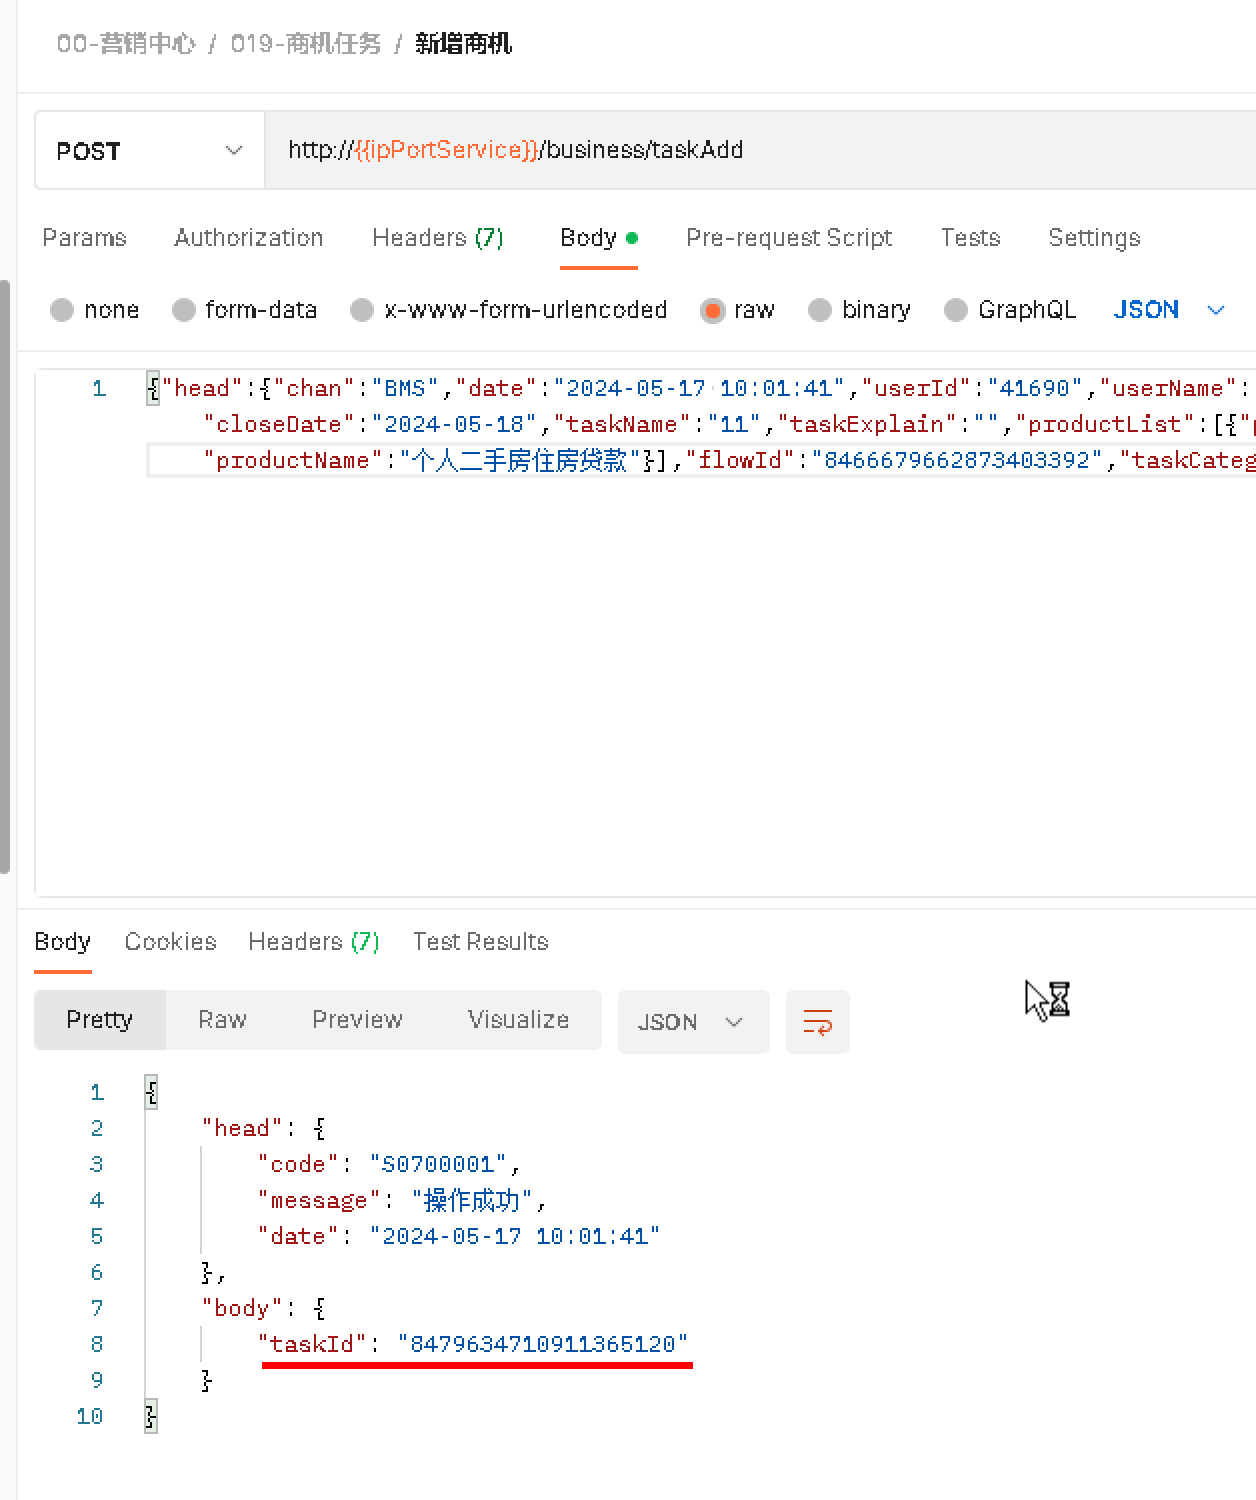 00-营销中心 / 019-商机任务 / 新增商机
POST http://{{ipPortService}}/business/taskAdd
Params Authorization Headers (7) Body Pre-request Script Tests Settings
none form-data x-www-form-urlencoded raw binary GraphQL JSON
1 {"head":{"chan":"BMS","date":"2024-05-17 10:01:41","userId":"41690","userName":
"closeDate":"2024-05-18","taskName":"11","taskExplain":"","productList":[{"p
"productName":"个人二手房住房贷款"}],"flowId":"8466679662873403392","taskCateg
Body Cookies Headers (7) Test Results
Pretty Raw Preview Visualize JSON
1 {
2 "head": {
3 "code": "S0700001",
4 "message": "操作成功",
5 "date": "2024-05-17 10:01:41"
6 },
7 "body": {
8 "taskId": "8479634710911365120"
9 }
10 }